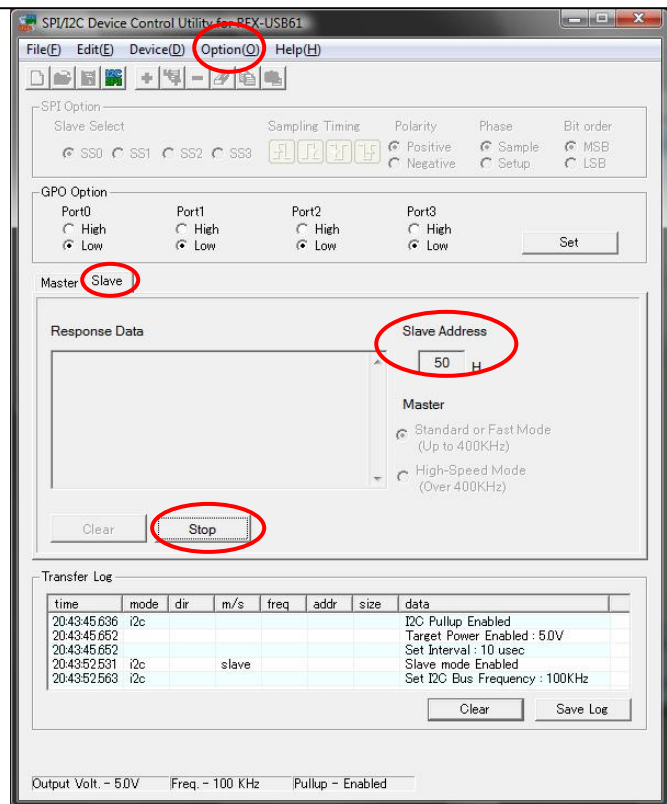 SPI/I2C Device Control Utility for REX-USB61
File(F) Edit(E) Device(D) Option(O) Help(H)
SPI Option
Slave Select Sampling Timing Polarity Phase Bit order
SS0 SS1 SS2 SS3 Positive Sample MSB
Negative Setup LSB
GPO Option
Port0 Port1 Port2 Port3
High High High High
Low Low Low Low Set
Master Slave
Response Data Slave Address
50 H
Master
Standard or Fast Mode
(Up to 400KHz)
High-Speed Mode
(Over 400KHz)
Clear Stop
Transfer Log
time mode dir m/s freq addr size data
20:43:45.636 i2c I2C Pullup Enabled
20:43:45.652 Target Power Enabled : 5.0V
20:43:45.652 Set Interval : 10 usec
20:43:52.531 i2c slave Slave mode Enabled
20:43:52.563 i2c Set I2C Bus Frequency : 100KHz
Clear Save Log
Output Volt. - 5.0V Freq. - 100 KHz Pullup - Enabled